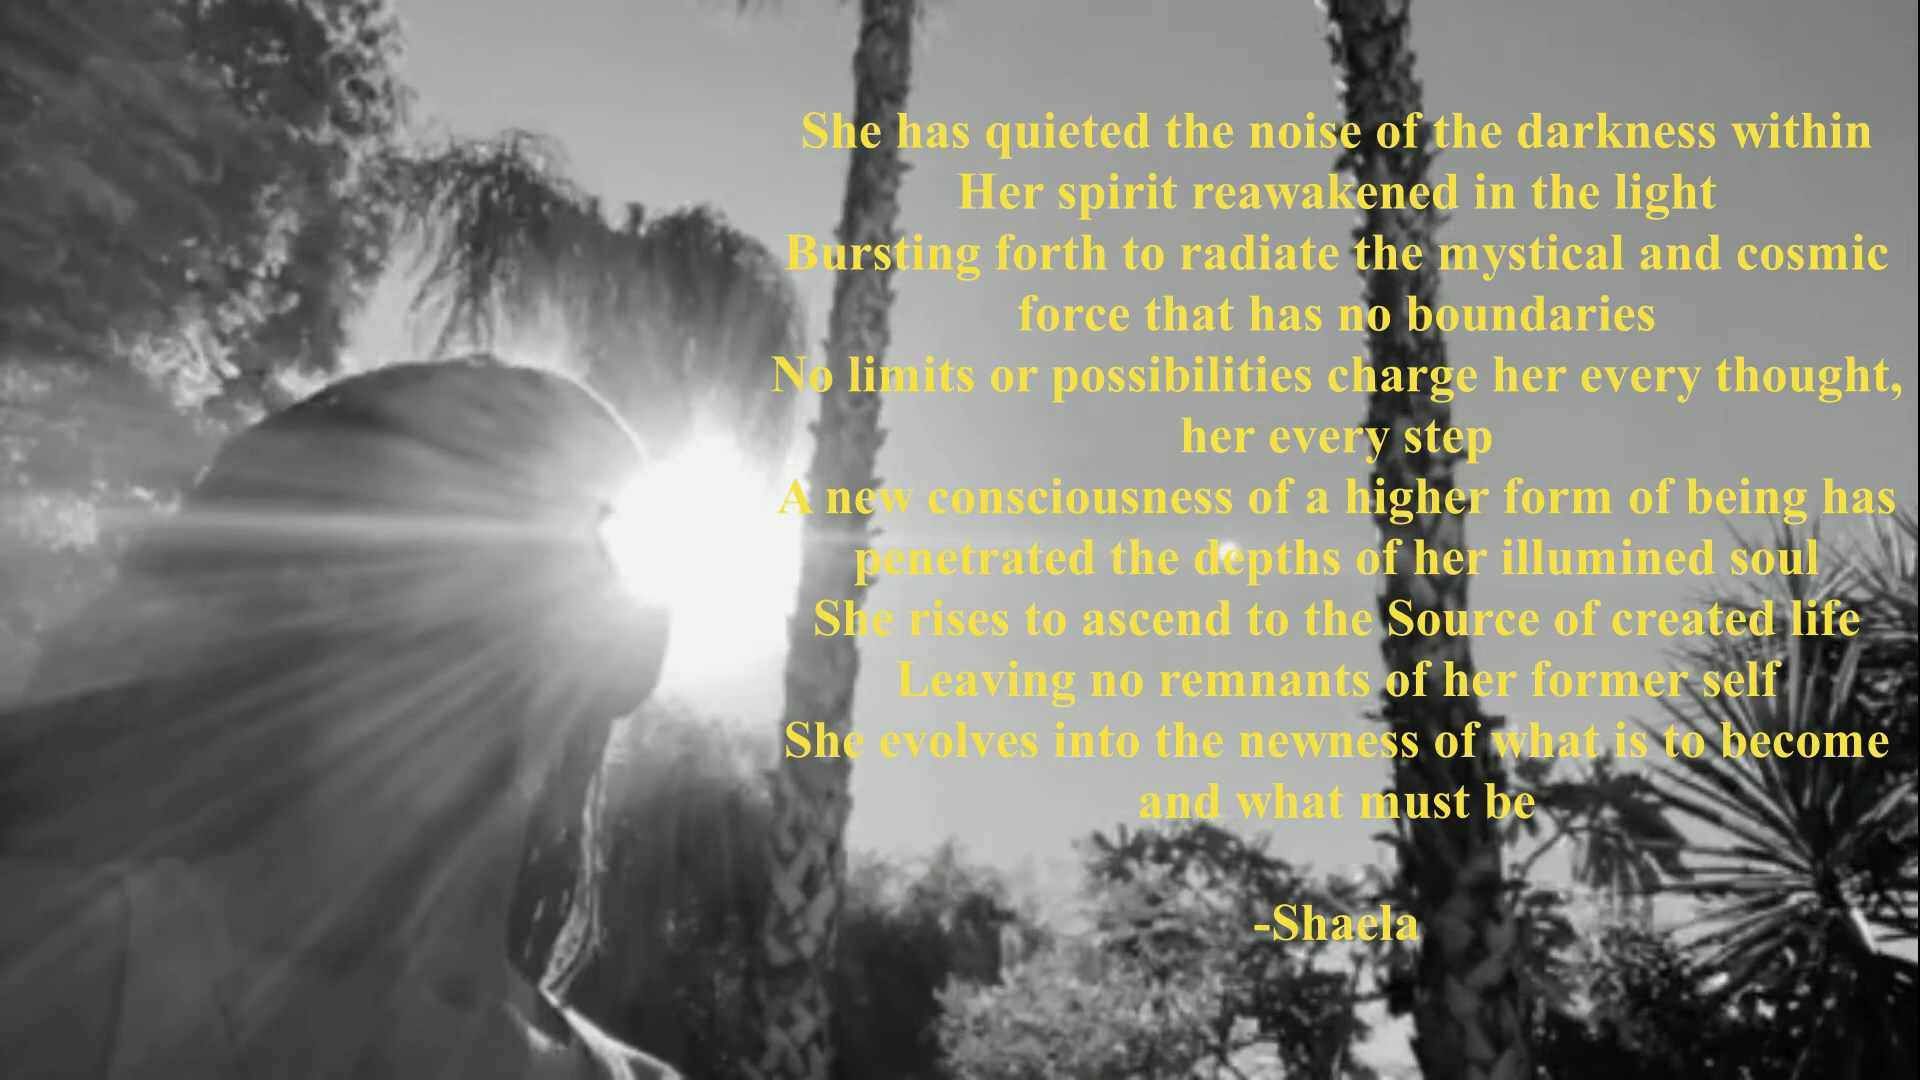 She has quieted the noise of the darkness within
Her spirit reawakened in the light
Bursting forth to radiate the mystical and cosmic
force that has no boundaries
No limits or possibilities charge her every thought,
her every step
A new consciousness of a higher form of being has
penetrated the depths of her illumined soul
She rises to ascend to the Source of created life
Leaving no remnants of her former self
She evolves into the newness of what is to become
and what must be
-Shaela